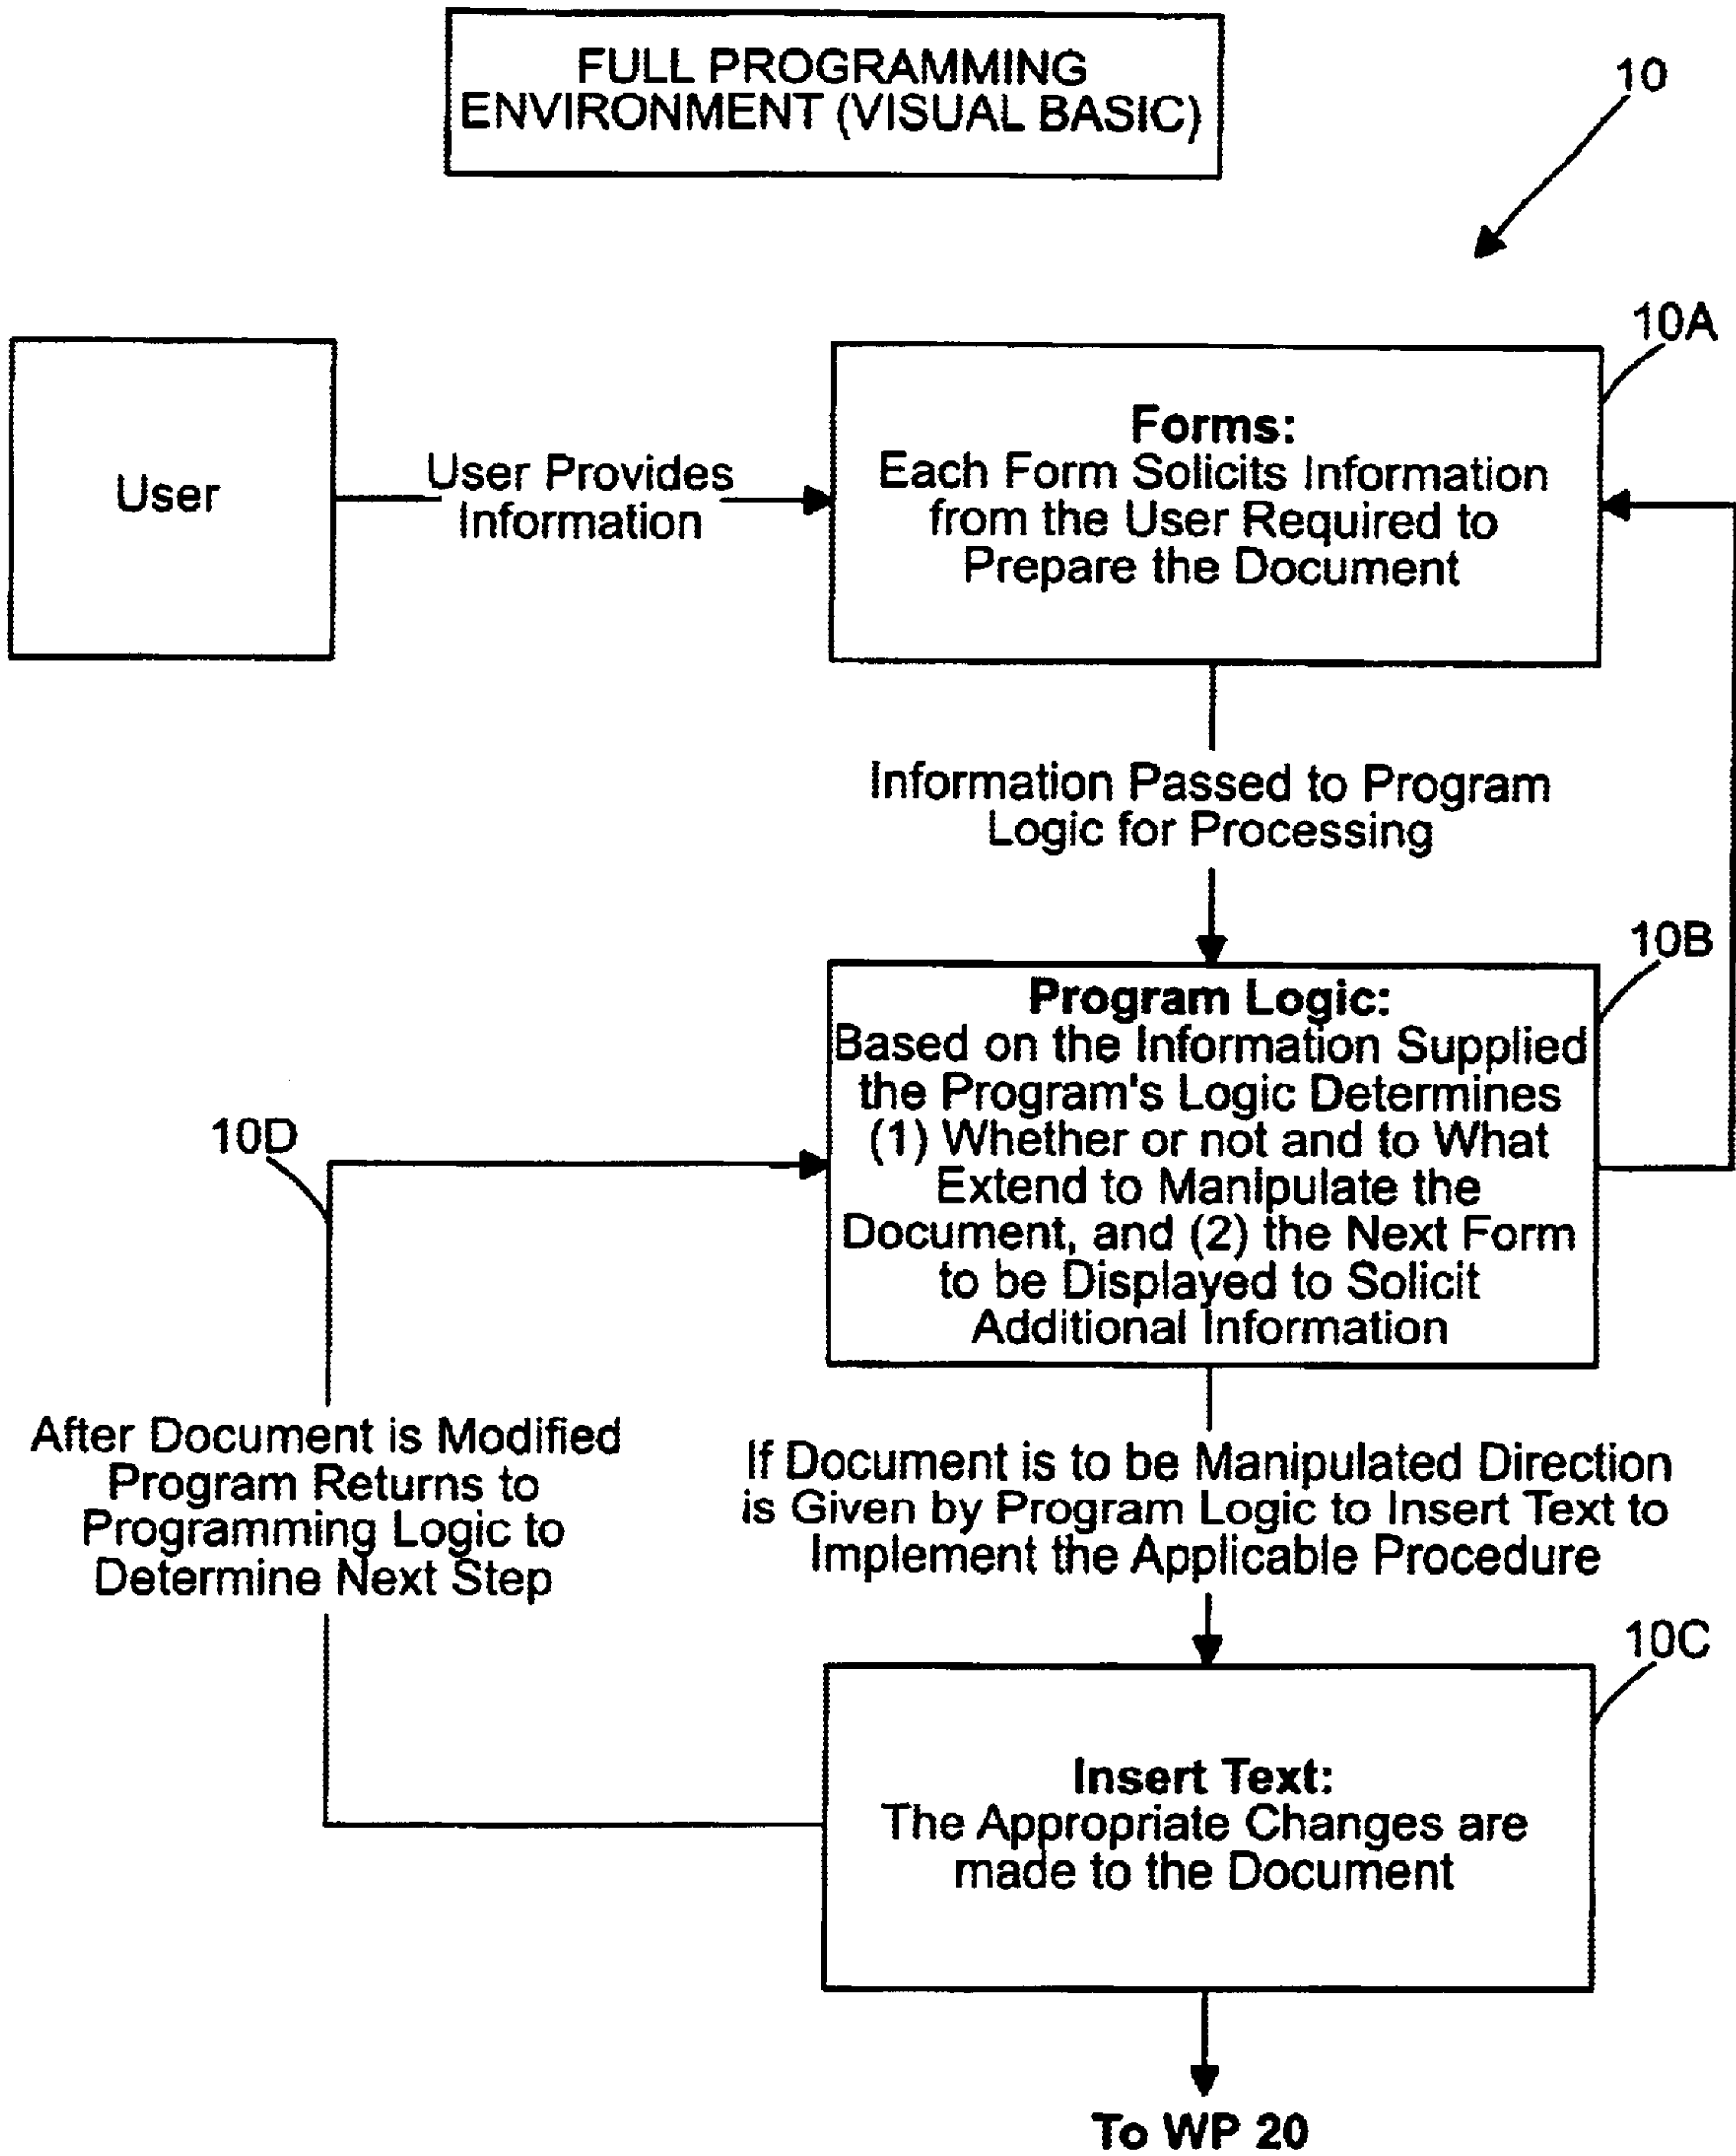 FULL PROGRAMMING
ENVIRONMENT (VISUAL BASIC)
10
10A
User
User Provides
Information
Forms:
Each Form Solicits Information
from the User Required to
Prepare the Document
Information Passed to Program
Logic for Processing
10B
Program Logic:
Based on the Information Supplied
the Program's Logic Determines
(1) Whether or not and to What
Extend to Manipulate the
Document, and (2) the Next Form
to be Displayed to Solicit
Additional Information
10D
After Document is Modified
Program Returns to
Programming Logic to
Determine Next Step
If Document is to be Manipulated Direction
is Given by Program Logic to Insert Text to
Implement the Applicable Procedure
10C
Insert Text:
The Appropriate Changes are
made to the Document
To WP 20